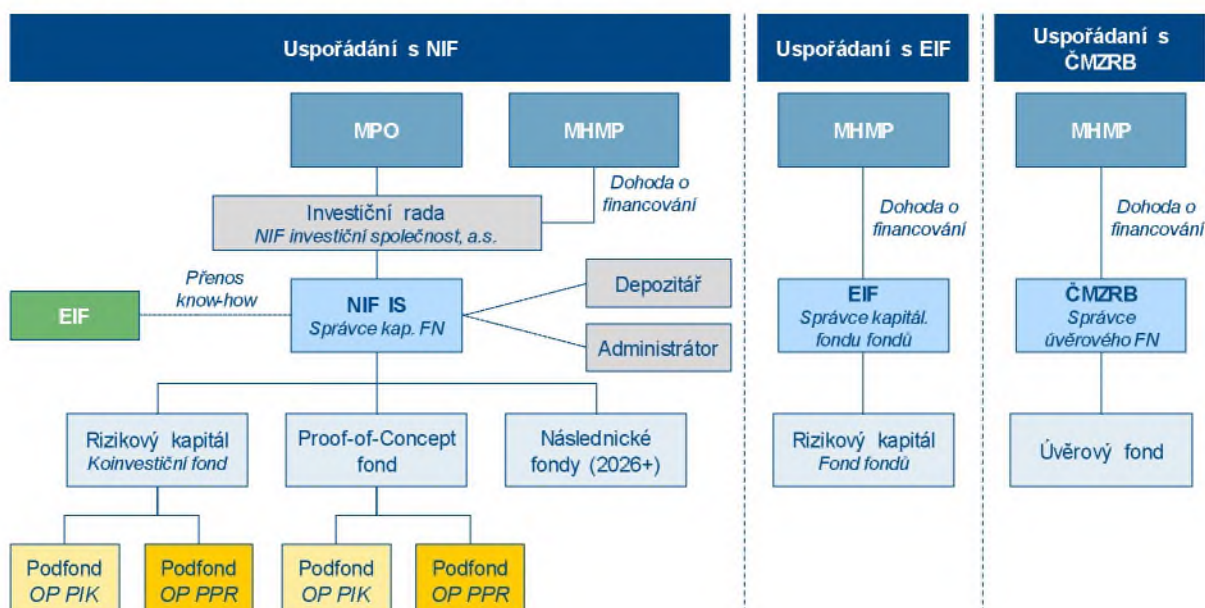 Uspořádání s NIF
Uspořádaní s EIF
Uspořádaní s
ČMZRB
MPO
MHMP
MHMP
MHMP
Dohoda o
financování
Dohoda o
financování
Dohoda o
financování
Investiční rada
NIF investiční společnost, a.s.
Přenos
know-how
EIF
NIF IS
Správce kap. FN
Depozitář
Administrátor
EIF
Správce kapitál.
fondu fondů
ČMZRB
Správce
úvěrového FN
Rizikový kapitál
Koinvestiční fond
Proof-of-Concept
fond
Následnické
fondy (2026+)
Rizikový kapitál
Fond fondů
Úvěrový fond
Podfond
OP PIK
Podfond
OP PPR
Podfond
OP PIK
Podfond
OP PPR